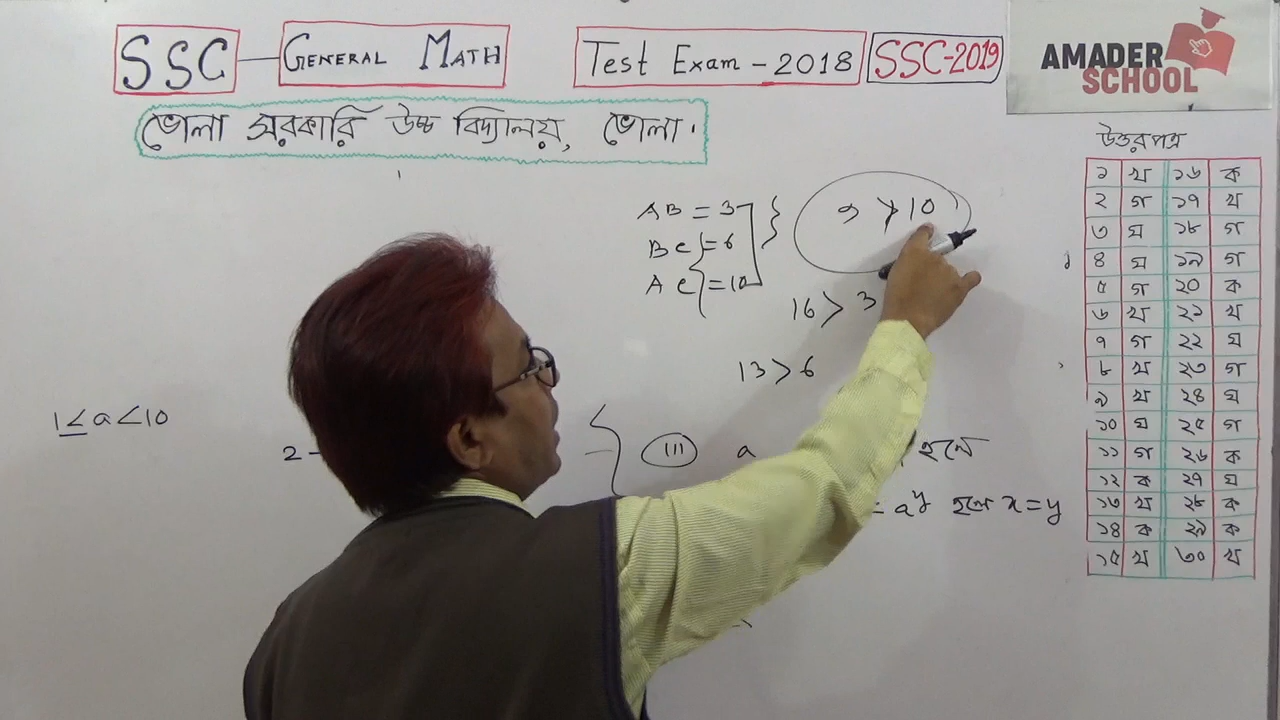 SSC GENERAL MATH Test Exam - 2018 SSC-2019
AMADER
SCHOOL
ভোলা সরকারি উচ্চ বিদ্যালয়, ভোলা.
উত্তরপত্র
১ খ ১৬ ক
২ গ ১৭ খ
৩ ঘ ১৮ গ
৪ ঘ ১৯ গ
৫ গ ২০ ক
৬ খ ২১ খ
৭ গ ২২ ঘ
৮ খ ২৩ গ
৯ খ ২৪ ঘ
১০ ঘ ২৫ গ
১১ গ ২৬ ক
১২ ক ২৭ ঘ
১৩ খ ২৮ ক
১৪ ক ২৯ ক
১৫ খ ৩০ খ
AB = 3
BC = 6
AC = 10
9 > 10
16 > 3
13 > 6
1 ≤ a < 10
2 -
(III) a হলে
= a^y হলে x = y